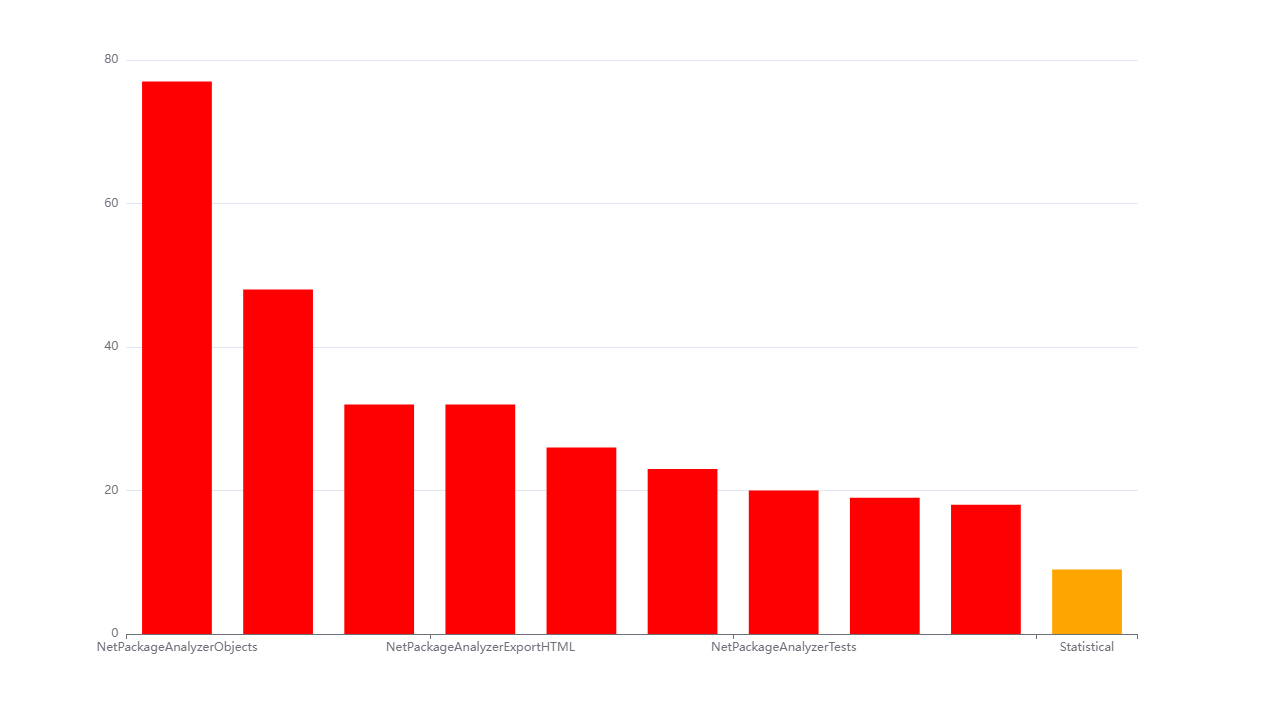 80
60
40
20
0
NetPackageAnalyzerObjects
NetPackageAnalyzerExportHTML
NetPackageAnalyzerTests
Statistical